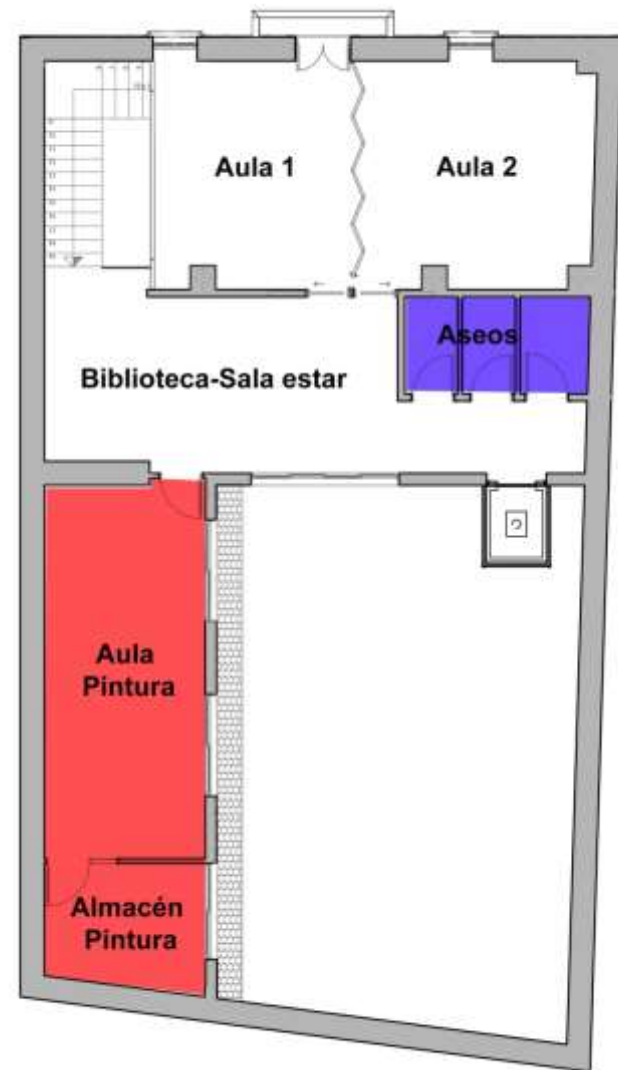 Aula 1
Aula 2
Aseos
Biblioteca-Sala estar
Aula
Pintura
Almacén
Pintura